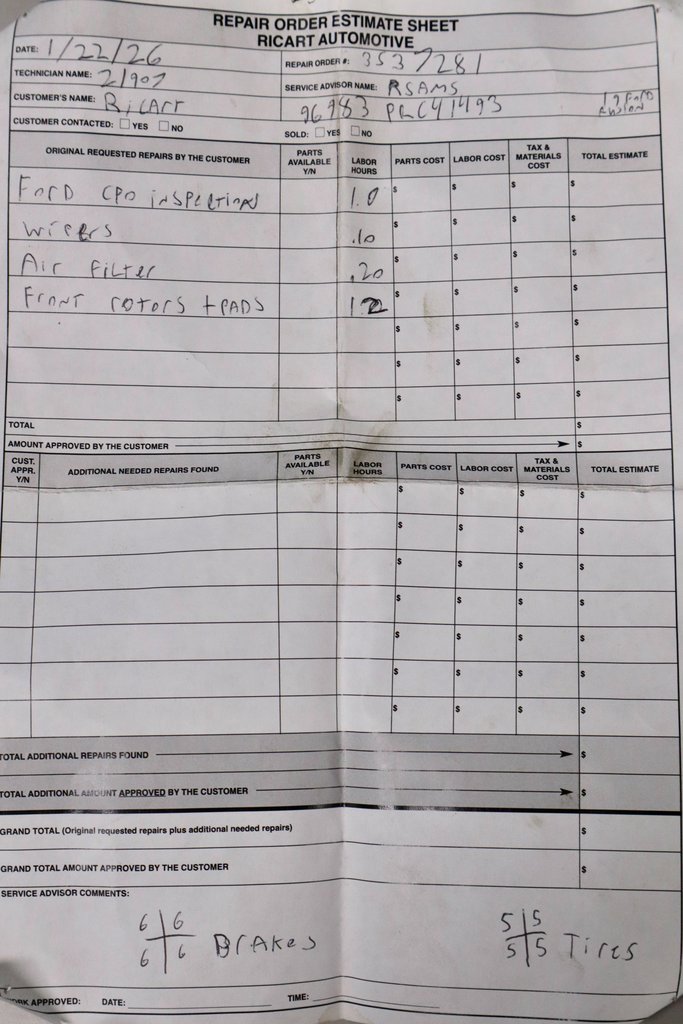 REPAIR ORDER ESTIMATE SHEET
RICART AUTOMOTIVE
DATE: 1/22/26
REPAIR ORDER #: 3537281
TECHNICIAN NAME: 21907
SERVICE ADVISOR NAME: RSAMS
CUSTOMER'S NAME: Ricart
96983 PRC41493
19 Ford
Fusion
CUSTOMER CONTACTED: YES NO
SOLD: YES NO
ORIGINAL REQUESTED REPAIRS BY THE CUSTOMER PARTS AVAILABLE Y/N LABOR HOURS PARTS COST LABOR COST TAX & MATERIALS COST TOTAL ESTIMATE
Ford CPO inspection 1.0 $ $ $ $
Wipers .10 $ $ $ $
Air Filter .20 $ $ $ $
Front rotors + PADS $ $ $ $
$ $ $ $
$ $ $ $
$ $ $ $
TOTAL $
AMOUNT APPROVED BY THE CUSTOMER $
CUST. APPR. Y/N ADDITIONAL NEEDED REPAIRS FOUND PARTS AVAILABLE Y/N LABOR HOURS PARTS COST LABOR COST TAX & MATERIALS COST TOTAL ESTIMATE
$ $ $ $
$ $ $ $
$ $ $ $
$ $ $ $
$ $ $ $
$ $ $ $
$ $ $ $
TOTAL ADDITIONAL REPAIRS FOUND $
TOTAL ADDITIONAL AMOUNT APPROVED BY THE CUSTOMER $
GRAND TOTAL (Original requested repairs plus additional needed repairs) $
GRAND TOTAL AMOUNT APPROVED BY THE CUSTOMER $
SERVICE ADVISOR COMMENTS:
6 6 5 5
6 6 Brakes 5 5 Tires
APPROVED: DATE: TIME: